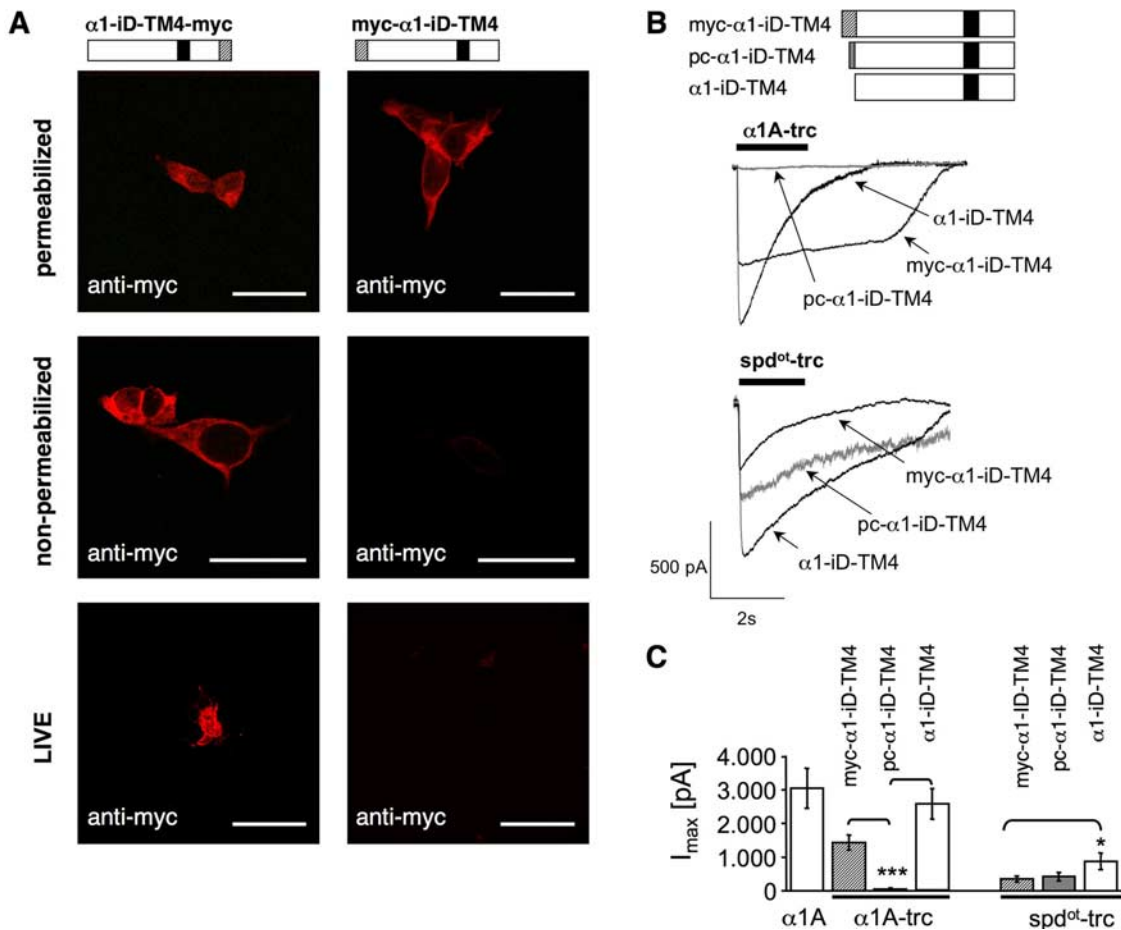 A
α1-iD-TM4-myc
myc-α1-iD-TM4
permeabilized
anti-myc
anti-myc
non-permeabilized
anti-myc
anti-myc
LIVE
anti-myc
anti-myc
B
myc-α1-iD-TM4
pc-α1-iD-TM4
α1-iD-TM4
α1A-trc
α1-iD-TM4
myc-α1-iD-TM4
pc-α1-iD-TM4
spdᵒᵗ-trc
myc-α1-iD-TM4
pc-α1-iD-TM4
α1-iD-TM4
500 pA
2s
C
myc-α1-iD-TM4
pc-α1-iD-TM4
α1-iD-TM4
myc-α1-iD-TM4
pc-α1-iD-TM4
α1-iD-TM4
Imax [pA]
4.000
3.000
2.000
1.000
0
***
*
α1A
α1A-trc
spdᵒᵗ-trc